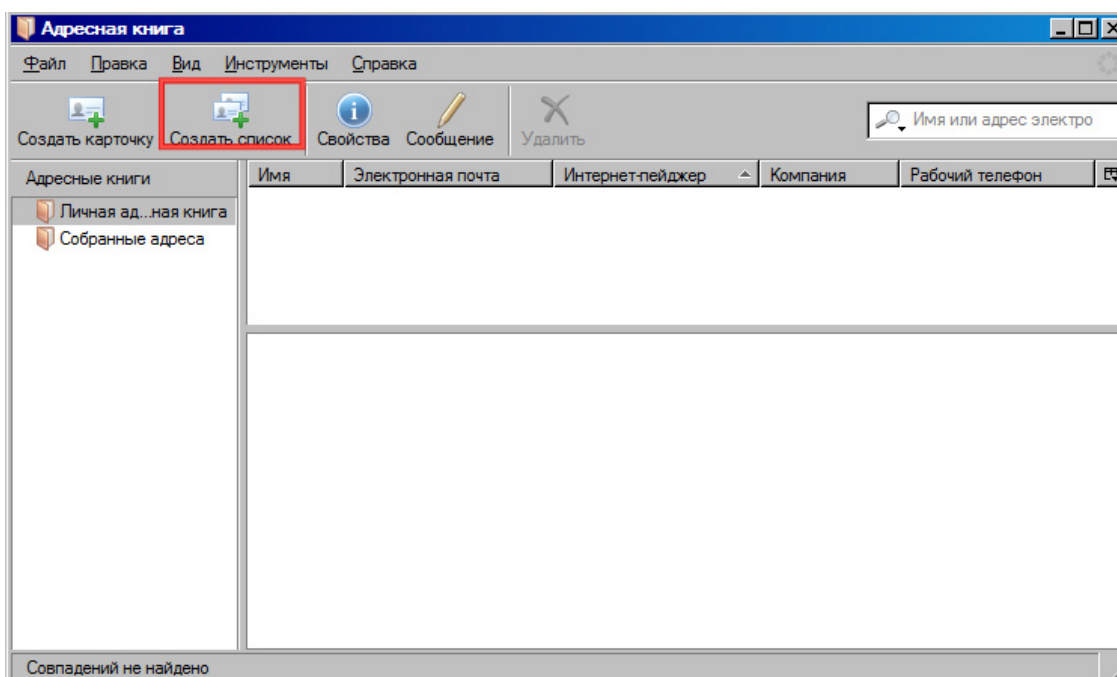 Адресная книга
Файл Правка Вид Инструменты Справка
Создать карточку Создать список Свойства Сообщение Удалить Имя или адрес электро
Адресные книги Имя Электронная почта Интернет-пейджер Компания Рабочий телефон
Личная ад...ная книга
Собранные адреса
Совпадений не найдено